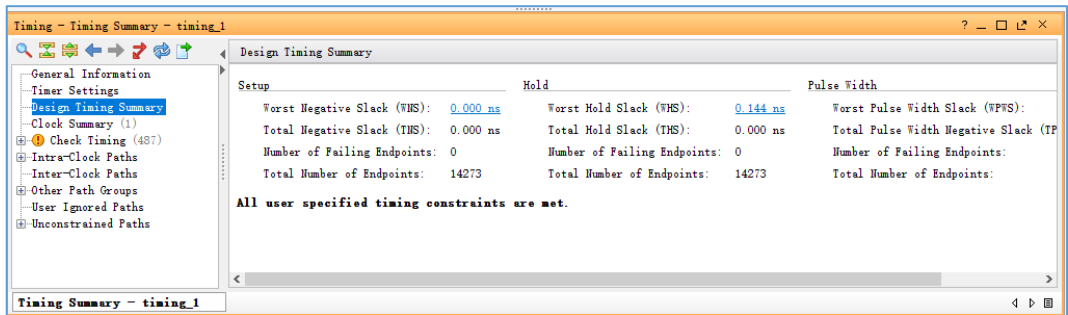 Timing - Timing Summary - timing_1
Design Timing Summary
General Information
Timer Settings
Design Timing Summary
Clock Summary (1)
Check Timing (487)
Intra-Clock Paths
Inter-Clock Paths
Other Path Groups
User Ignored Paths
Unconstrained Paths
Setup
Worst Negative Slack (WNS): 0.000 ns
Total Negative Slack (TNS): 0.000 ns
Number of Failing Endpoints: 0
Total Number of Endpoints: 14273
Hold
Worst Hold Slack (WHS): 0.144 ns
Total Hold Slack (THS): 0.000 ns
Number of Failing Endpoints: 0
Total Number of Endpoints: 14273
Pulse Width
Worst Pulse Width Slack (WPWS):
Total Pulse Width Negative Slack (TP
Number of Failing Endpoints:
Total Number of Endpoints:
All user specified timing constraints are met.
Timing Summary - timing_1